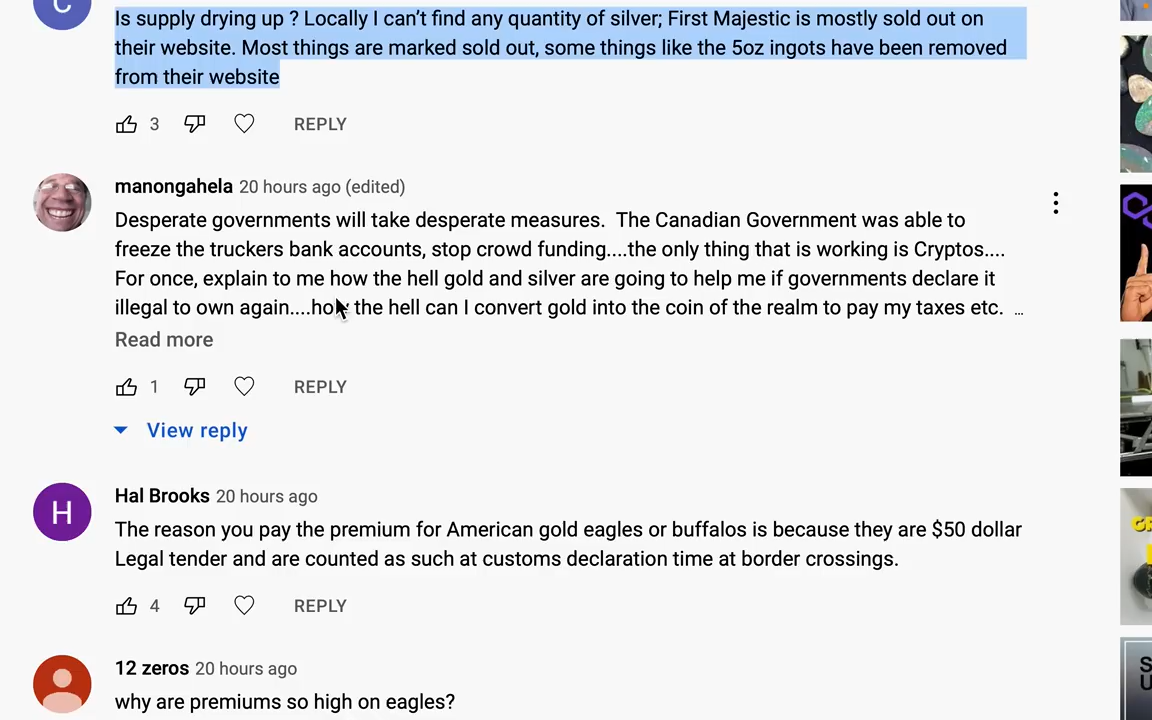 C
Is supply drying up ? Locally I can't find any quantity of silver; First Majestic is mostly sold out on
their website. Most things are marked sold out, some things like the 5oz ingots have been removed
from their website
3 REPLY
manongahela 20 hours ago (edited)
Desperate governments will take desperate measures.  The Canadian Government was able to
freeze the truckers bank accounts, stop crowd funding....the only thing that is working is Cryptos....
For once, explain to me how the hell gold and silver are going to help me if governments declare it
illegal to own again....how the hell can I convert gold into the coin of the realm to pay my taxes etc.  ...
Read more
1 REPLY
View reply
H
Hal Brooks 20 hours ago
The reason you pay the premium for American gold eagles or buffalos is because they are $50 dollar
Legal tender and are counted as such at customs declaration time at border crossings.
4 REPLY
12 zeros 20 hours ago
why are premiums so high on eagles?